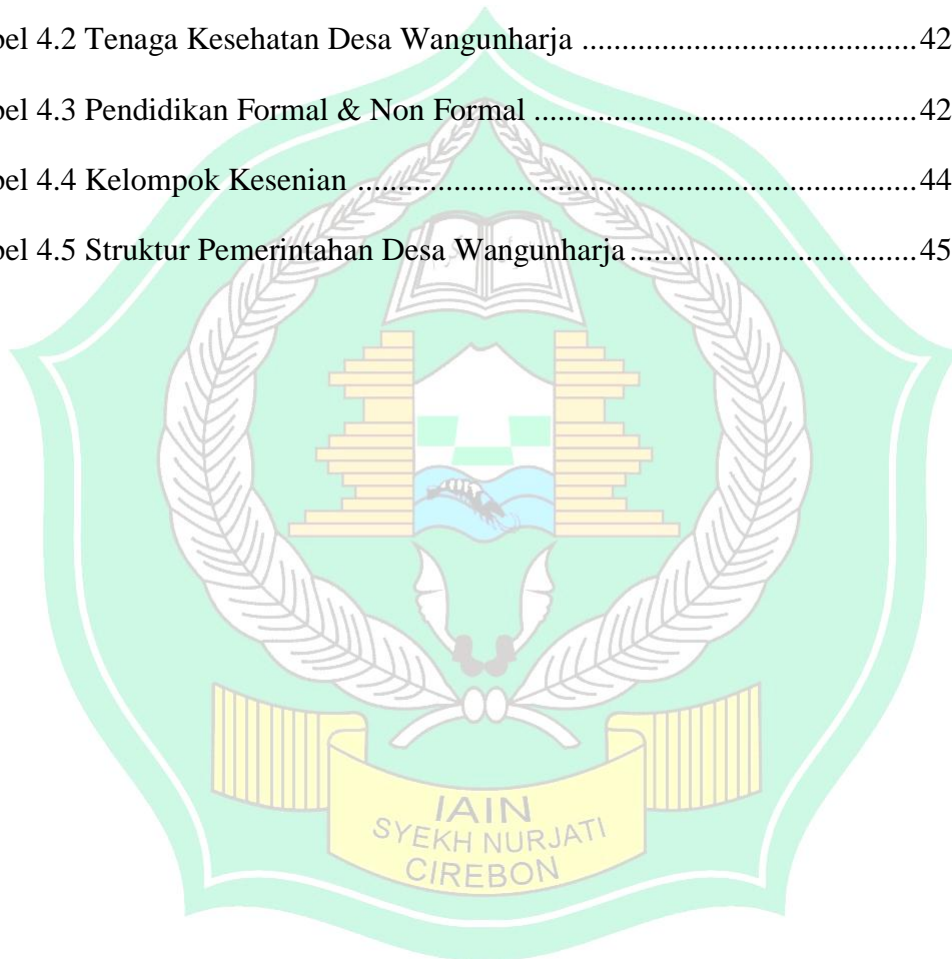 bel 4.2 Tenaga Kesehatan Desa Wangunharja ..........................................42
bel 4.3 Pendidikan Formal & Non Formal ................................................42
bel 4.4 Kelompok Kesenian ......................................................................44
bel 4.5 Struktur Pemerintahan Desa Wangunharja ....................................45
IAIN
SYEKH NURJATI
CIREBON